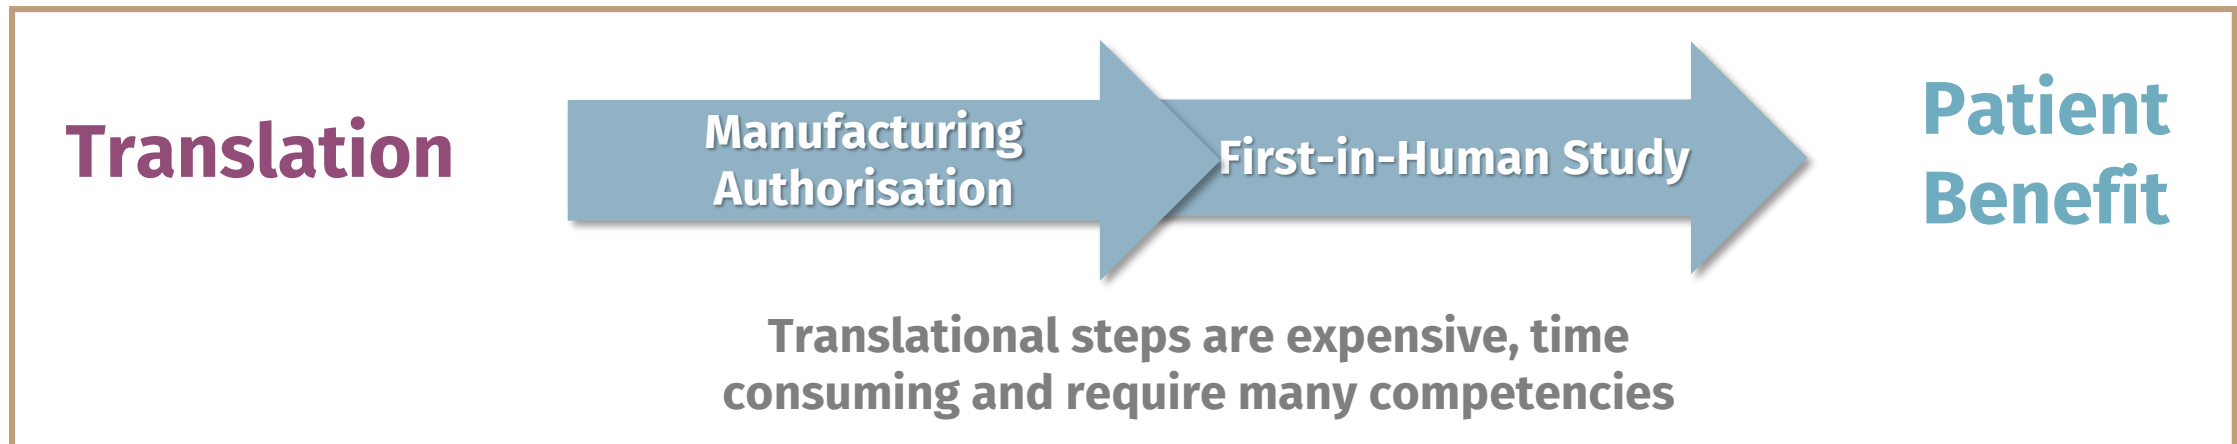 Translation
Manufacturing
Authorisation
First-in-Human Study
Patient
Benefit
Translational steps are expensive, time
consuming and require many competencies